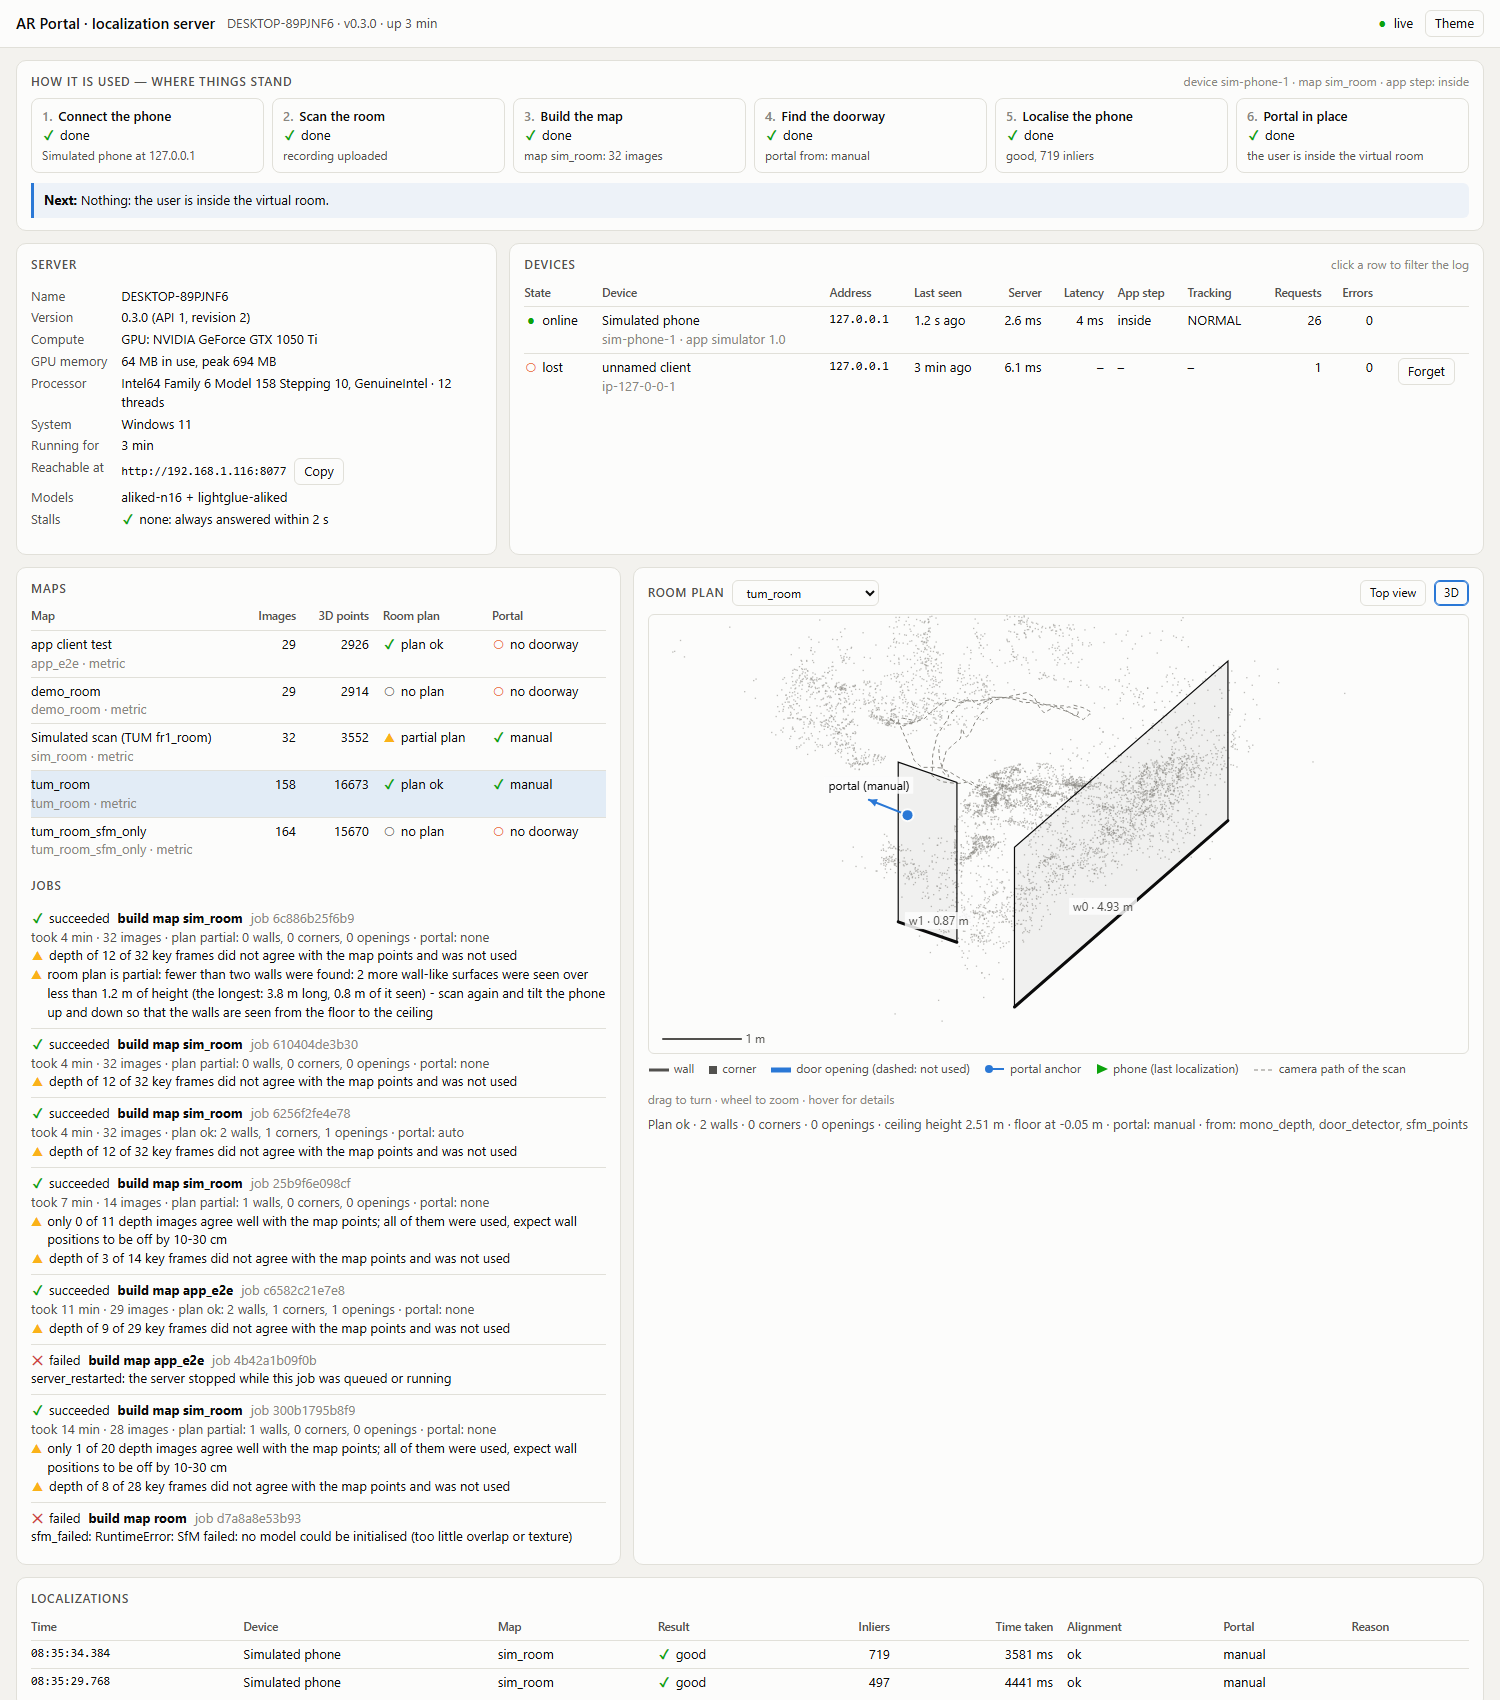 AR Portal · localization server DESKTOP-89PJNF6 · v0.3.0 · up 3 min
live Theme
HOW IT IS USED — WHERE THINGS STAND
device sim-phone-1 · map sim_room · app step: inside
1. Connect the phone
✓ done
Simulated phone at 127.0.0.1
2. Scan the room
✓ done
recording uploaded
3. Build the map
✓ done
map sim_room: 32 images
4. Find the doorway
✓ done
portal from: manual
5. Localise the phone
✓ done
good, 719 inliers
6. Portal in place
✓ done
the user is inside the virtual room
Next: Nothing: the user is inside the virtual room.
SERVER
Name DESKTOP-89PJNF6
Version 0.3.0 (API 1, revision 2)
Compute GPU: NVIDIA GeForce GTX 1050 Ti
GPU memory 64 MB in use, peak 694 MB
Processor Intel64 Family 6 Model 158 Stepping 10, GenuineIntel · 12
threads
System Windows 11
Running for 3 min
Reachable at http://192.168.1.116:8077 Copy
Models aliked-n16 + lightglue-aliked
Stalls ✓ none: always answered within 2 s
DEVICES
click a row to filter the log
State Device Address Last seen Server Latency App step Tracking Requests Errors
online Simulated phone 127.0.0.1 1.2 s ago 2.6 ms 4 ms inside NORMAL 26 0
sim-phone-1 · app simulator 1.0
lost unnamed client 127.0.0.1 3 min ago 6.1 ms – – – 1 0 Forget
ip-127-0-0-1
MAPS
Map Images 3D points Room plan Portal
app client test 29 2926 ✓ plan ok no doorway
app_e2e · metric
demo_room 29 2914 no plan no doorway
demo_room · metric
Simulated scan (TUM fr1_room) 32 3552 partial plan ✓ manual
sim_room · metric
tum_room 158 16673 ✓ plan ok ✓ manual
tum_room · metric
tum_room_sfm_only 164 15670 no plan no doorway
tum_room_sfm_only · metric
JOBS
✓ succeeded build map sim_room job 6c886b25f6b9
took 4 min · 32 images · plan partial: 0 walls, 0 corners, 0 openings · portal: none
depth of 12 of 32 key frames did not agree with the map points and was not used
room plan is partial: fewer than two walls were found: 2 more wall-like surfaces were seen over
less than 1.2 m of height (the longest: 3.8 m long, 0.8 m of it seen) - scan again and tilt the phone
up and down so that the walls are seen from the floor to the ceiling
✓ succeeded build map sim_room job 610404de3b30
took 4 min · 32 images · plan partial: 0 walls, 0 corners, 0 openings · portal: none
depth of 12 of 32 key frames did not agree with the map points and was not used
✓ succeeded build map sim_room job 6256f2fe4e78
took 4 min · 32 images · plan ok: 2 walls, 1 corners, 1 openings · portal: auto
depth of 12 of 32 key frames did not agree with the map points and was not used
✓ succeeded build map sim_room job 25b9f6e098cf
took 7 min · 14 images · plan partial: 1 walls, 0 corners, 0 openings · portal: none
only 0 of 11 depth images agree well with the map points; all of them were used, expect wall
positions to be off by 10-30 cm
depth of 3 of 14 key frames did not agree with the map points and was not used
✓ succeeded build map app_e2e job c6582c21e7e8
took 11 min · 29 images · plan ok: 2 walls, 1 corners, 1 openings · portal: none
depth of 9 of 29 key frames did not agree with the map points and was not used
✕ failed build map app_e2e job 4b42a1b09f0b
server_restarted: the server stopped while this job was queued or running
✓ succeeded build map sim_room job 300b1795b8f9
took 14 min · 28 images · plan partial: 1 walls, 0 corners, 0 openings · portal: none
only 1 of 20 depth images agree well with the map points; all of them were used, expect wall
positions to be off by 10-30 cm
depth of 8 of 28 key frames did not agree with the map points and was not used
✕ failed build map room job d7a8a8e53b93
sfm_failed: RuntimeError: SfM failed: no model could be initialised (too little overlap or texture)
ROOM PLAN tum_room Top view 3D
portal (manual)
w1 · 0.87 m
w0 · 4.93 m
1 m
wall corner door opening (dashed: not used) portal anchor phone (last localization) camera path of the scan
drag to turn · wheel to zoom · hover for details
Plan ok · 2 walls · 0 corners · 0 openings · ceiling height 2.51 m · floor at -0.05 m · portal: manual · from: mono_depth, door_detector, sfm_points
LOCALIZATIONS
Time Device Map Result Inliers Time taken Alignment Portal Reason
08:35:34.384 Simulated phone sim_room ✓ good 719 3581 ms ok manual
08:35:29.768 Simulated phone sim_room ✓ good 497 4441 ms ok manual